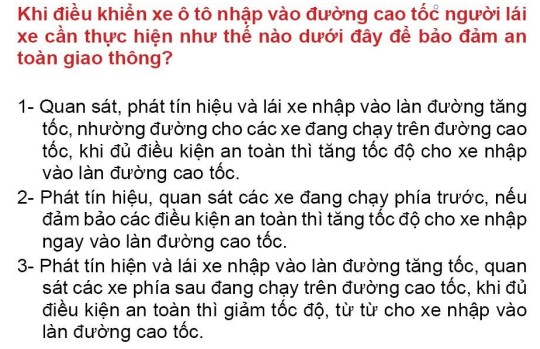 Khi điều khiển xe ô tô nhập vào đường cao tốc người lái
xe cần thực hiện như thế nào dưới đây để bảo đảm an
toàn giao thông?
1- Quan sát, phát tín hiệu và lái xe nhập vào làn đường tăng
tốc, nhường đường cho các xe đang chạy trên đường cao
tốc, khi đủ điều kiện an toàn thì tăng tốc độ cho xe nhập
vào làn đường cao tốc.
2- Phát tín hiệu, quan sát các xe đang chạy phía trước, nếu
đảm bảo các điều kiện an toàn thì tăng tốc độ cho xe nhập
ngay vào làn đường cao tốc.
3- Phát tín hiện và lái xe nhập vào làn đường tăng tốc, quan
sát các xe phía sau đang chạy trên đường cao tốc, khi đủ
điều kiện an toàn thì giảm tốc độ, từ từ cho xe nhập vào
làn đường cao tốc.